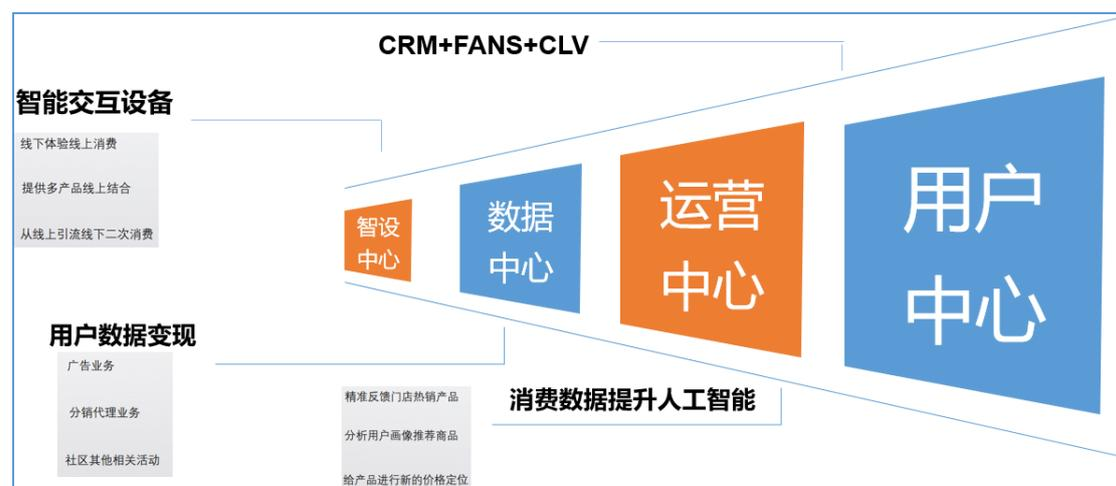 CRM+FANS+CLV
智能交互设备
线下体验线上消费
提供多产品线上结合
从线上引流线下二次消费
智设
中心
数据
中心
运营
中心
用户
中心
用户数据变现
广告业务
分销代理业务
社区其他相关活动
消费数据提升人工智能
精准反馈门店热销产品
分析用户画像推荐商品
给产品进行新的价格定位